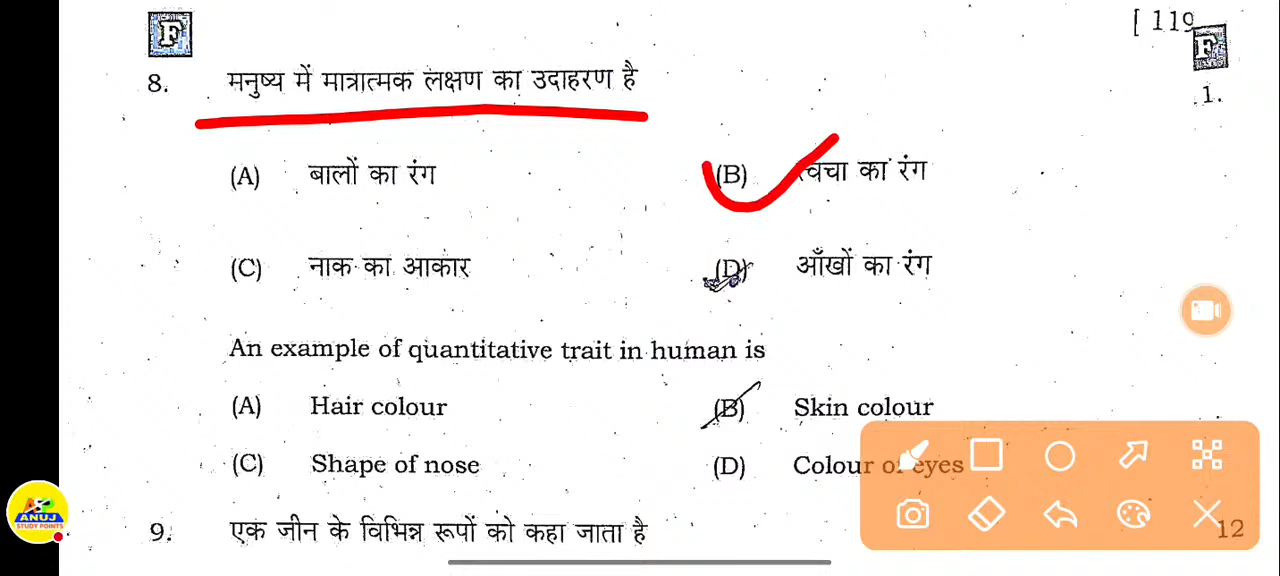 F
[ 119
F
8. मनुष्य में मात्रात्मक लक्षण का उदाहरण है
1.
(A) बालों का रंग (B) त्वचा का रंग
(C) नाक का आकार (D) आँखों का रंग
An example of quantitative trait in human is
(A) Hair colour (B) Skin colour
(C) Shape of nose (D) Colour of eyes
9. एक जीन के विभिन्न रूपों को कहा जाता है
12
ANUJ
STUDY POINTS